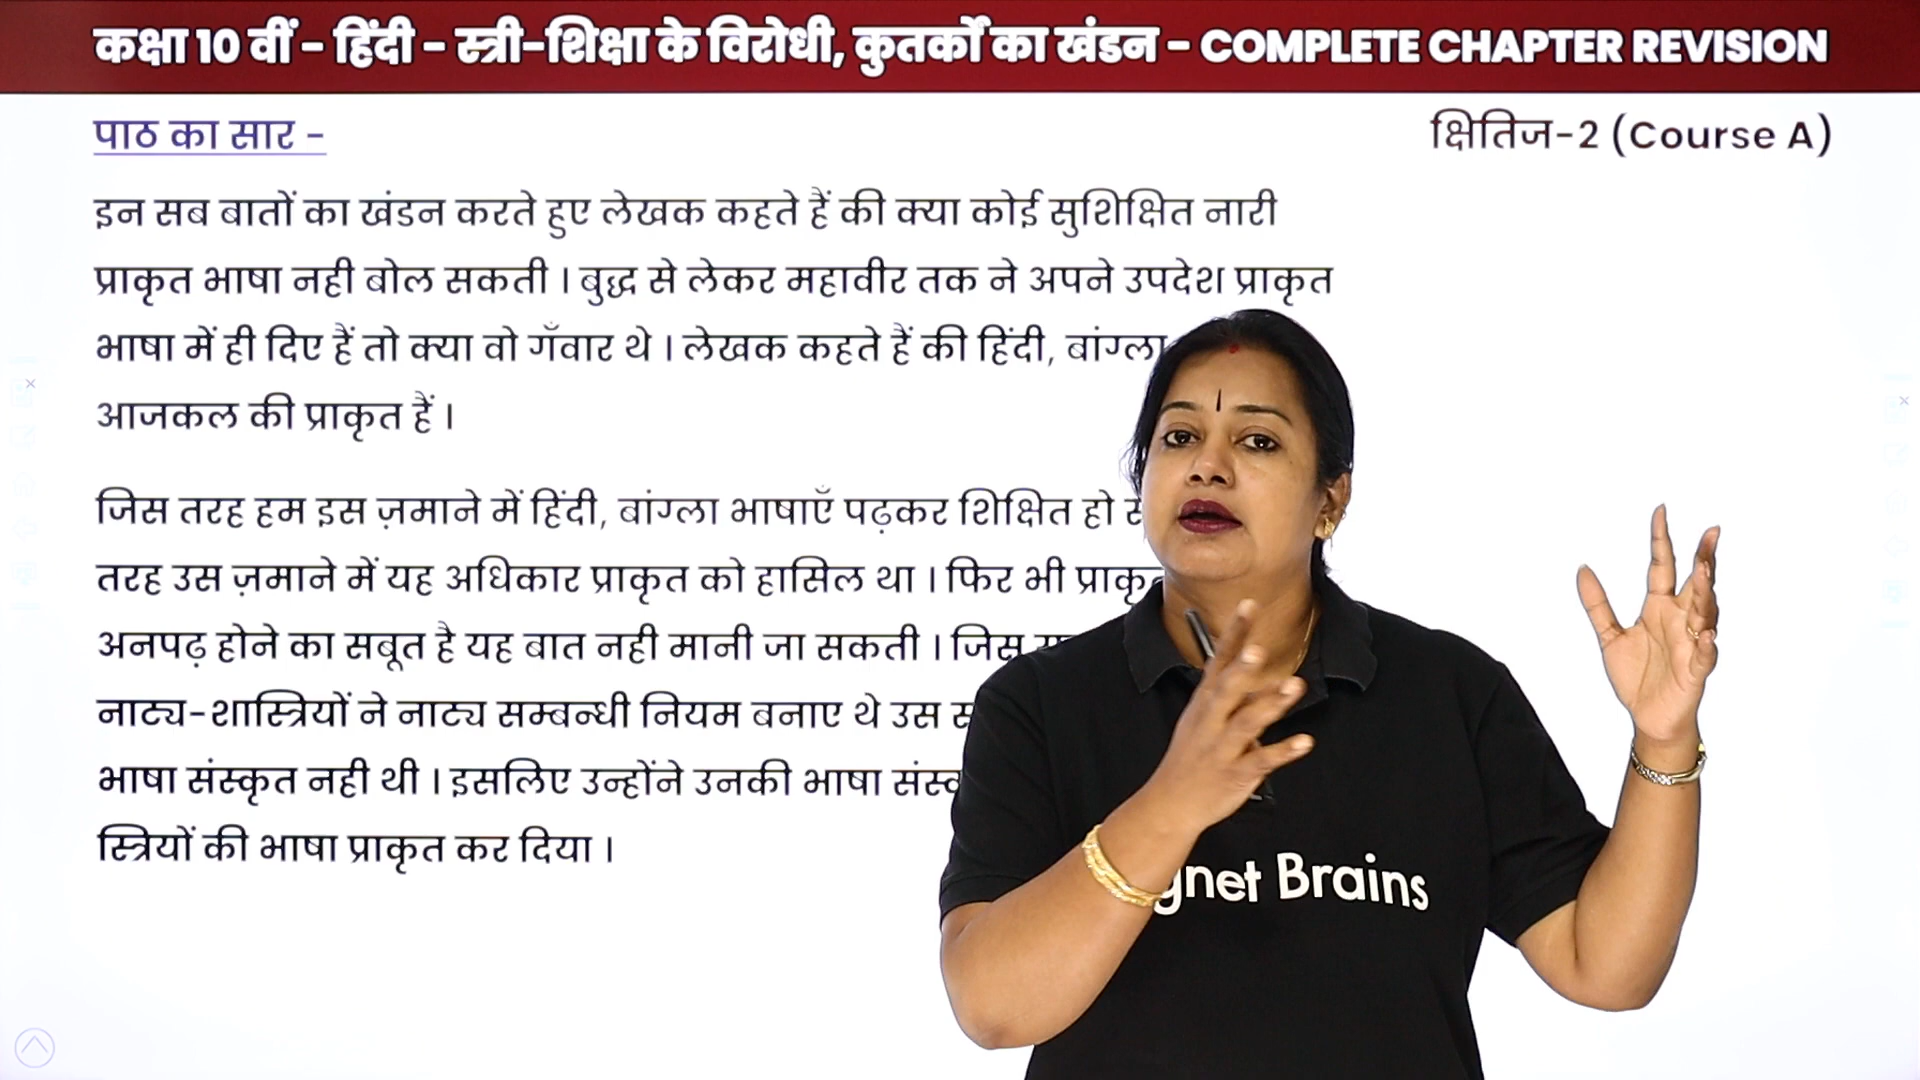 कक्षा 10 वीं - हिंदी - स्त्री-शिक्षा के विरोधी, कुतर्कों का खंडन - COMPLETE CHAPTER REVISION
पाठ का सार -
क्षितिज-2 (Course A)
इन सब बातों का खंडन करते हुए लेखक कहते हैं की क्या कोई सुशिक्षित नारी
प्राकृत भाषा नही बोल सकती । बुद्ध से लेकर महावीर तक ने अपने उपदेश प्राकृत
भाषा में ही दिए हैं तो क्या वो गँवार थे । लेखक कहते हैं की हिंदी, बांग्ला
आजकल की प्राकृत हैं ।
जिस तरह हम इस ज़माने में हिंदी, बांग्ला भाषाएँ पढ़कर शिक्षित हो
तरह उस ज़माने में यह अधिकार प्राकृत को हासिल था । फिर भी
अनपढ़ होने का सबूत है यह बात नही मानी जा सकती । जिस
नाट्य-शास्त्रियों ने नाट्य सम्बन्धी नियम बनाए थे उस
भाषा संस्कृत नही थी । इसलिए उन्होंने उनकी भाषा
स्त्रियों की भाषा प्राकृत कर दिया ।
Brains